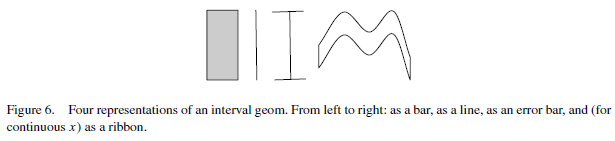 Figure 6. Four representations of an interval geom. From left to right: as a bar, as a line, as an error bar, and (for
continuous x) as a ribbon.